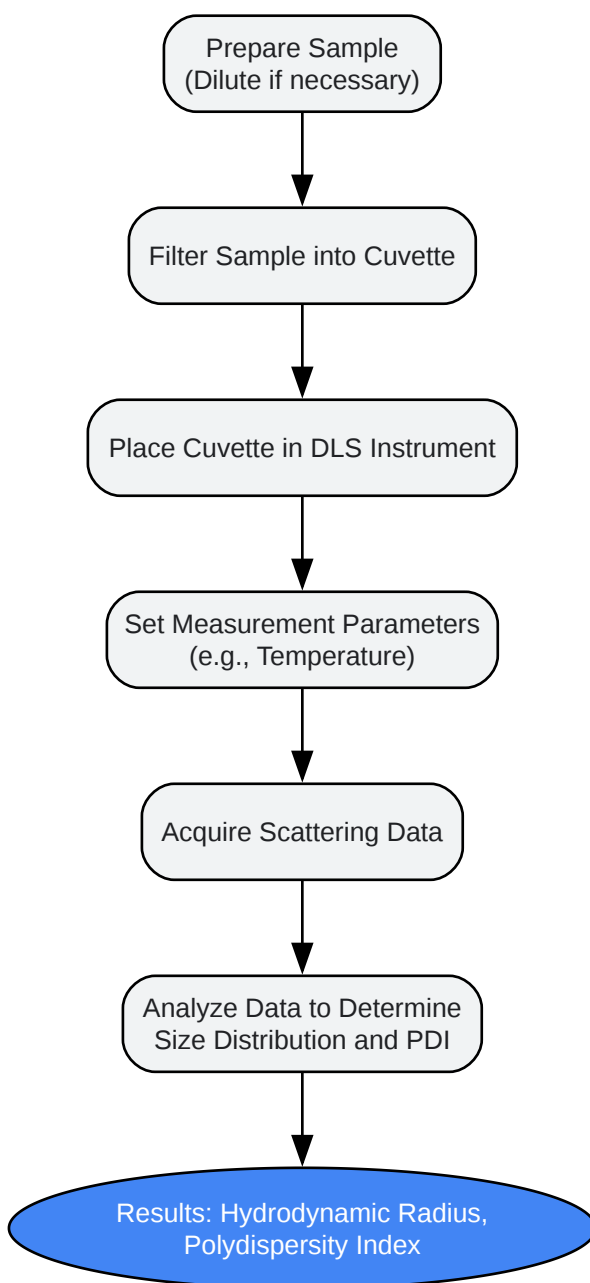 Prepare Sample
(Dilute if necessary)
Filter Sample into Cuvette
Place Cuvette in DLS Instrument
Set Measurement Parameters
(e.g., Temperature)
Acquire Scattering Data
Analyze Data to Determine
Size Distribution and PDI
Results: Hydrodynamic Radius,
Polydispersity Index